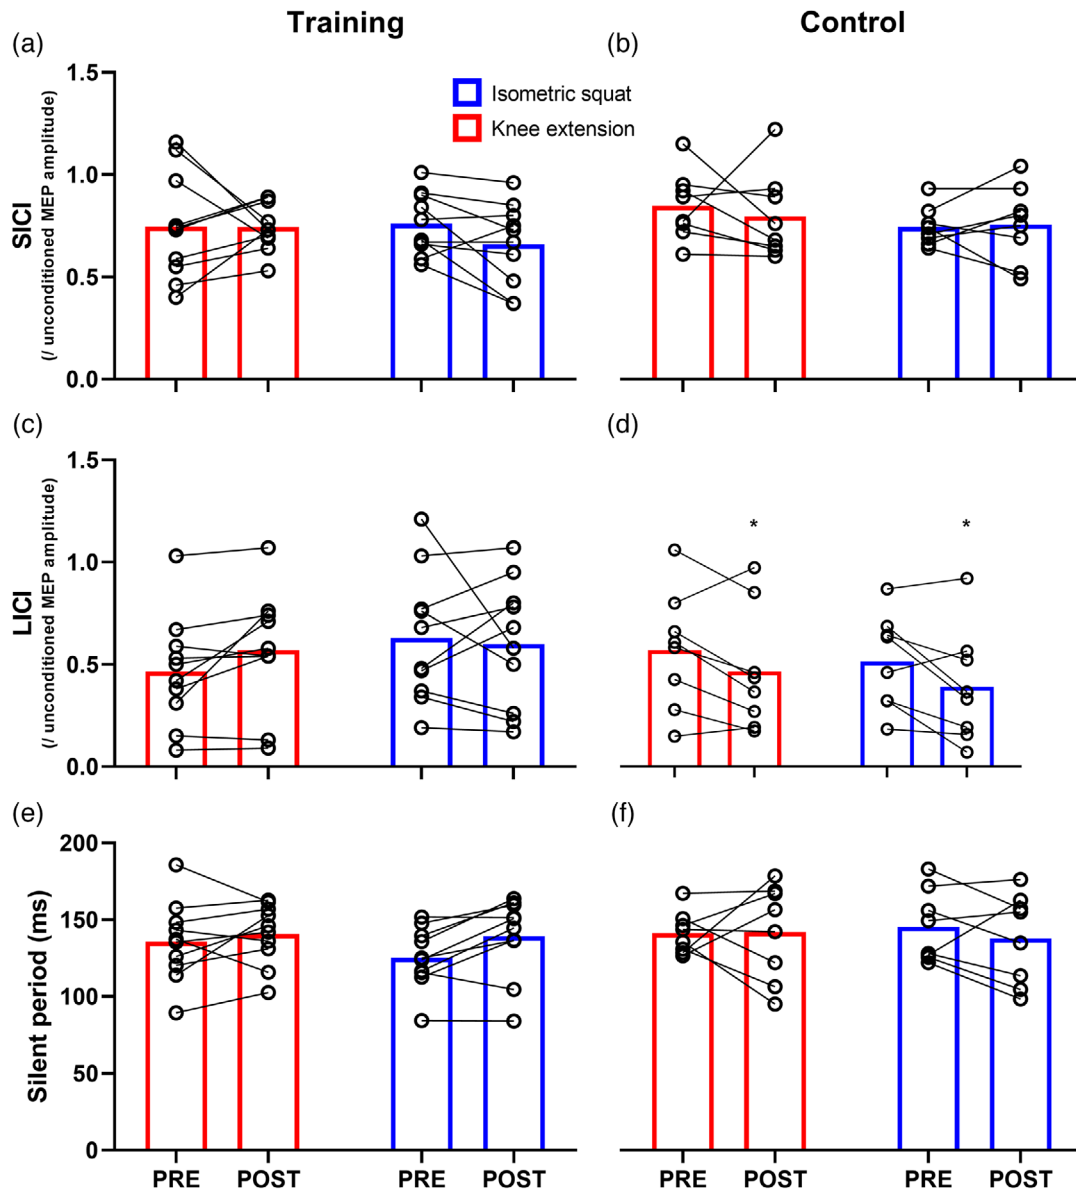 Training
Control
(a)
(b)
SICI
(/ unconditioned MEP amplitude)
1.5
1.0
0.5
0.0
Isometric squat
Knee extension
(c)
(d)
LICI
(/ unconditioned MEP amplitude)
1.5
1.0
0.5
0.0
*
*
(e)
(f)
Silent period (ms)
200
150
100
50
0
PRE POST PRE POST PRE POST PRE POST